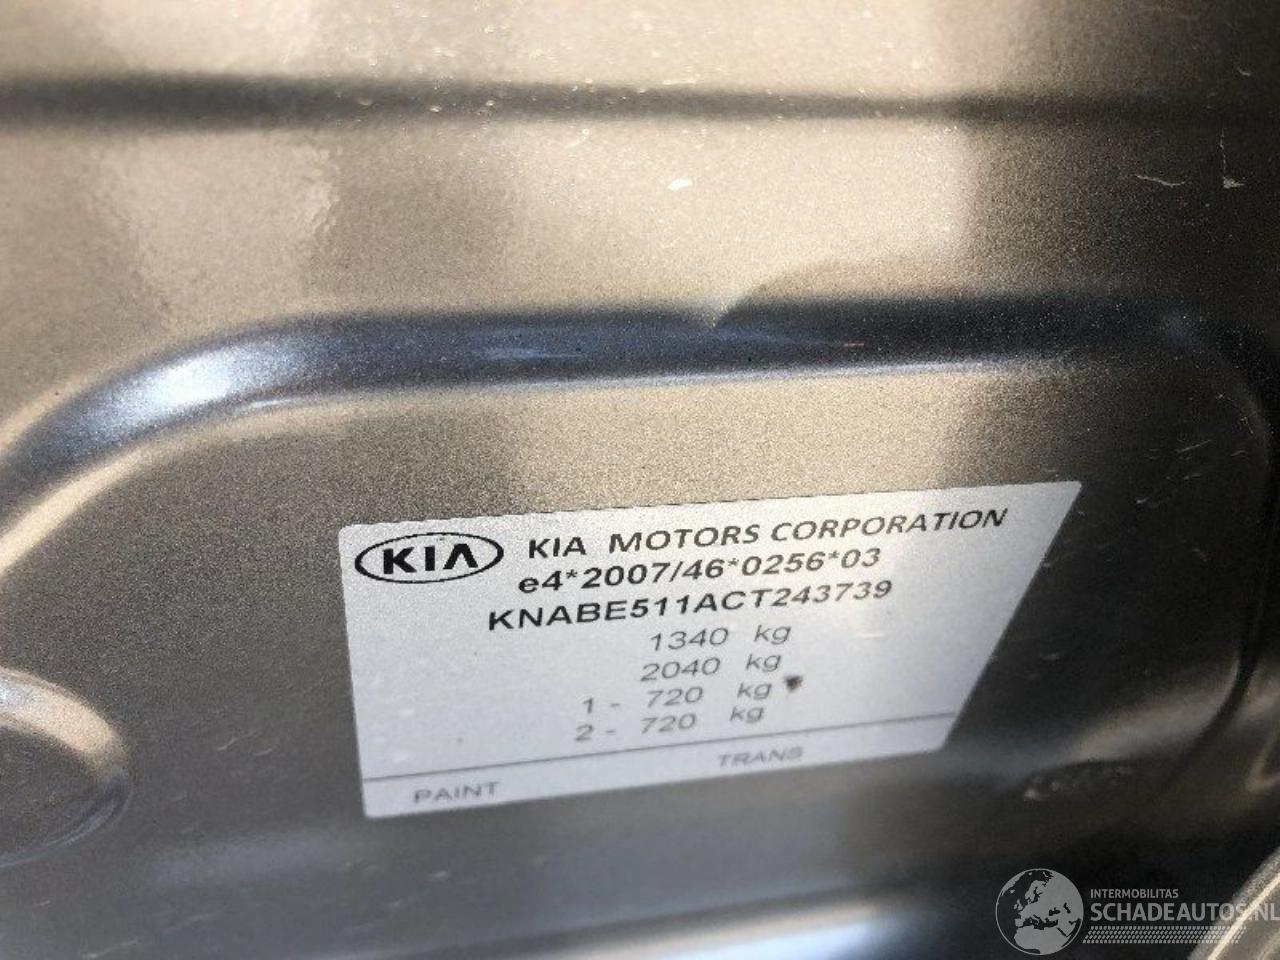 KIA KIA MOTORS CORPORATION
e4*2007/46*0256*03
KNABE511ACT243739
1340 kg
2040 kg
1 - 720 kg
2 - 720 kg
PAINT TRANS
INTERMOBILITAS
SCHADEAUTOS.NL